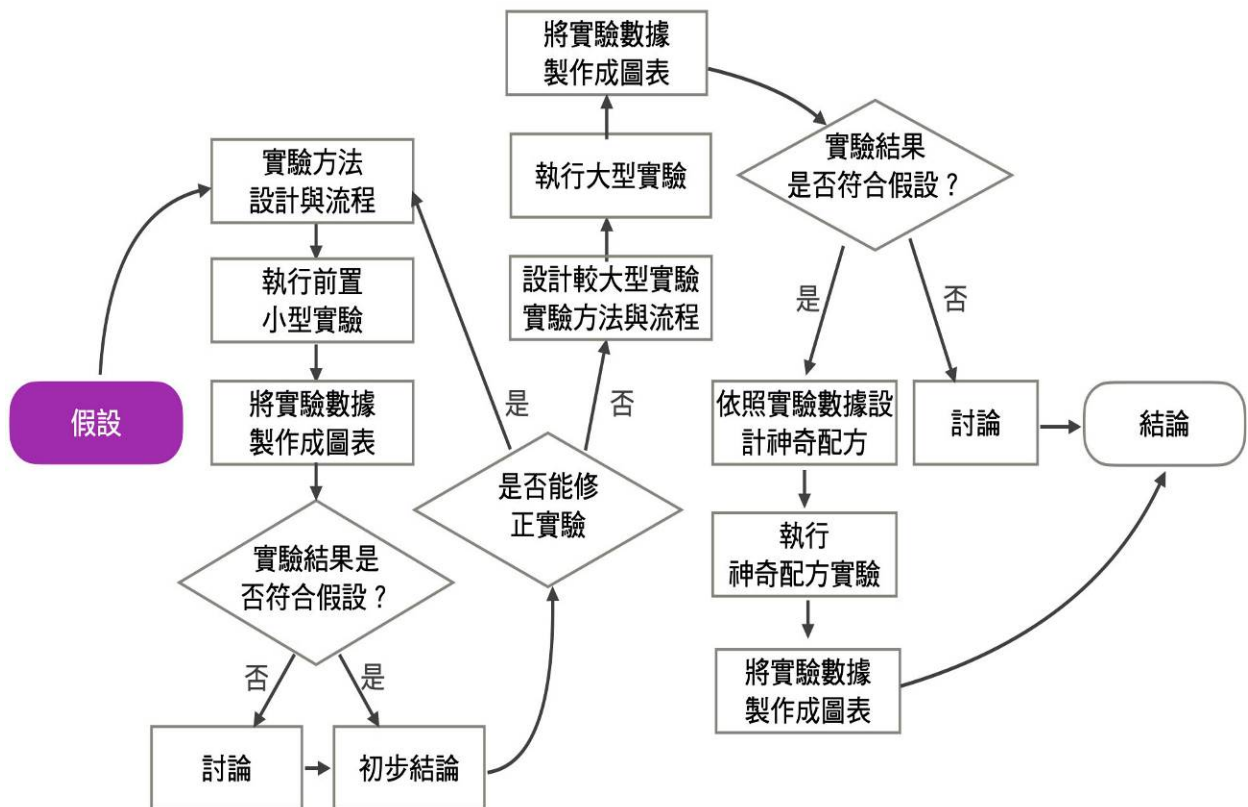 假設
實驗方法
設計與流程
執行前置
小型實驗
將實驗數據
製作成圖表
實驗結果是
否符合假設？
否
是
討論
初步結論
是否能修
正實驗
是
否
設計較大型實驗
實驗方法與流程
執行大型實驗
將實驗數據
製作成圖表
實驗結果
是否符合假設？
是
否
依照實驗數據設
計神奇配方
執行
神奇配方實驗
將實驗數據
製作成圖表
討論
結論